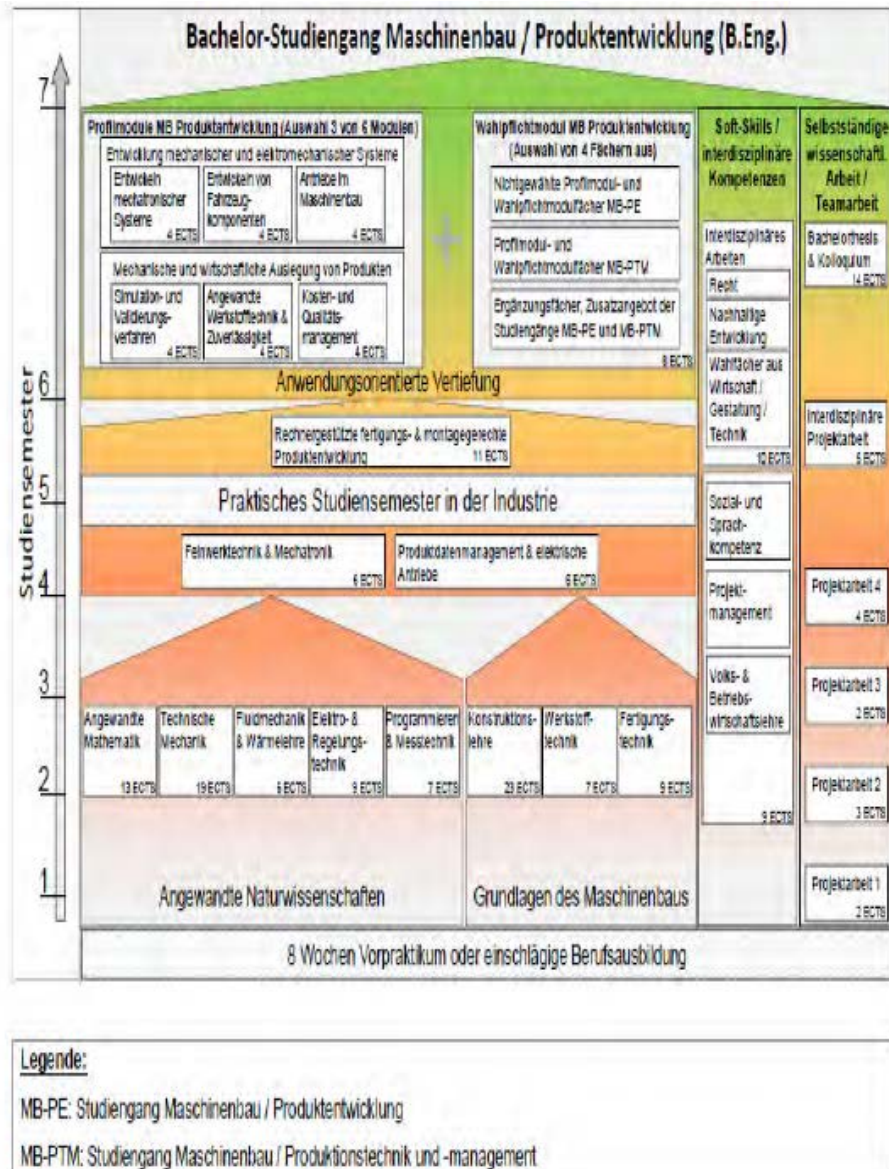 Bachelor-Studiengang Maschinenbau / Produktentwicklung (B.Eng.)
Studiensemester
7
6
5
4
3
2
1
Profilmodule MB Produktentwicklung (Auswahl 3 von 6 Modulen)
Entwicklung mechanischer und elektromechanischer Systeme
Entwickeln
mechatronischer
Systeme
4 ECTS
Entwickeln von
Fahrzeug-
komponenten
4 ECTS
Antriebe im
Maschinenbau
4 ECTS
Mechanische und wirtschaftliche Auslegung von Produkten
Simulation- und
Validierungs-
verfahren
4 ECTS
Angewandte
Werkstofftechnik &
Zuverlässigkeit
4 ECTS
Kosten- und
Qualitäts-
management
4 ECTS
+
Wahlpflichtmodul MB Produktentwicklung
(Auswahl von 4 Fächern aus)
Nichtgewählte Profilmodul- und
Wahlpflichtmodulfächer MB-PE
Profilmodul- und
Wahlpflichtmodulfächer MB-PTM
Ergänzungsfächer, Zusatzangebot der
Studiengänge MB-PE und MB-PTM
8 ECTS
Anwendungsorientierte Vertiefung
Rechnergestützte fertigungs- & montagegerechte
Produktentwicklung
11 ECTS
Praktisches Studiensemester in der Industrie
Feinwerktechnik & Mechatronik
6 ECTS
Produktdatenmanagement & elektrische
Antriebe
6 ECTS
Angewandte
Mathematik
13 ECTS
Technische
Mechanik
19 ECTS
Fluidmechanik
& Wärmelehre
6 ECTS
Elektro- &
Regelungs-
technik
9 ECTS
Programmieren
& Messtechnik
7 ECTS
Konstruktions-
lehre
23 ECTS
Werkstoff-
technik
7 ECTS
Fertigungs-
technik
9 ECTS
Angewandte Naturwissenschaften
Grundlagen des Maschinenbaus
Soft-Skills /
interdisziplinäre
Kompetenzen
Interdisziplinäres
Arbeiten
Recht
Nachhaltige
Entwicklung
Wahlfächer aus
Wirtschaft /
Gestaltung /
Technik
10 ECTS
Sozial- und
Sprach-
kompetenz
Projekt-
management
Volks- &
Betriebs-
wirtschaftslehre
9 ECTS
Selbstständige
wissenschaftl.
Arbeit /
Teamarbeit
Bachelorthesis
& Kolloquium
14 ECTS
Interdisziplinäre
Projektarbeit
5 ECTS
Projektarbeit 4
4 ECTS
Projektarbeit 3
2 ECTS
Projektarbeit 2
3 ECTS
Projektarbeit 1
2 ECTS
8 Wochen Vorpraktikum oder einschlägige Berufsausbildung
Legende:
MB-PE: Studiengang Maschinenbau / Produktentwicklung
MB-PTM: Studiengang Maschinenbau / Produktionstechnik und -management